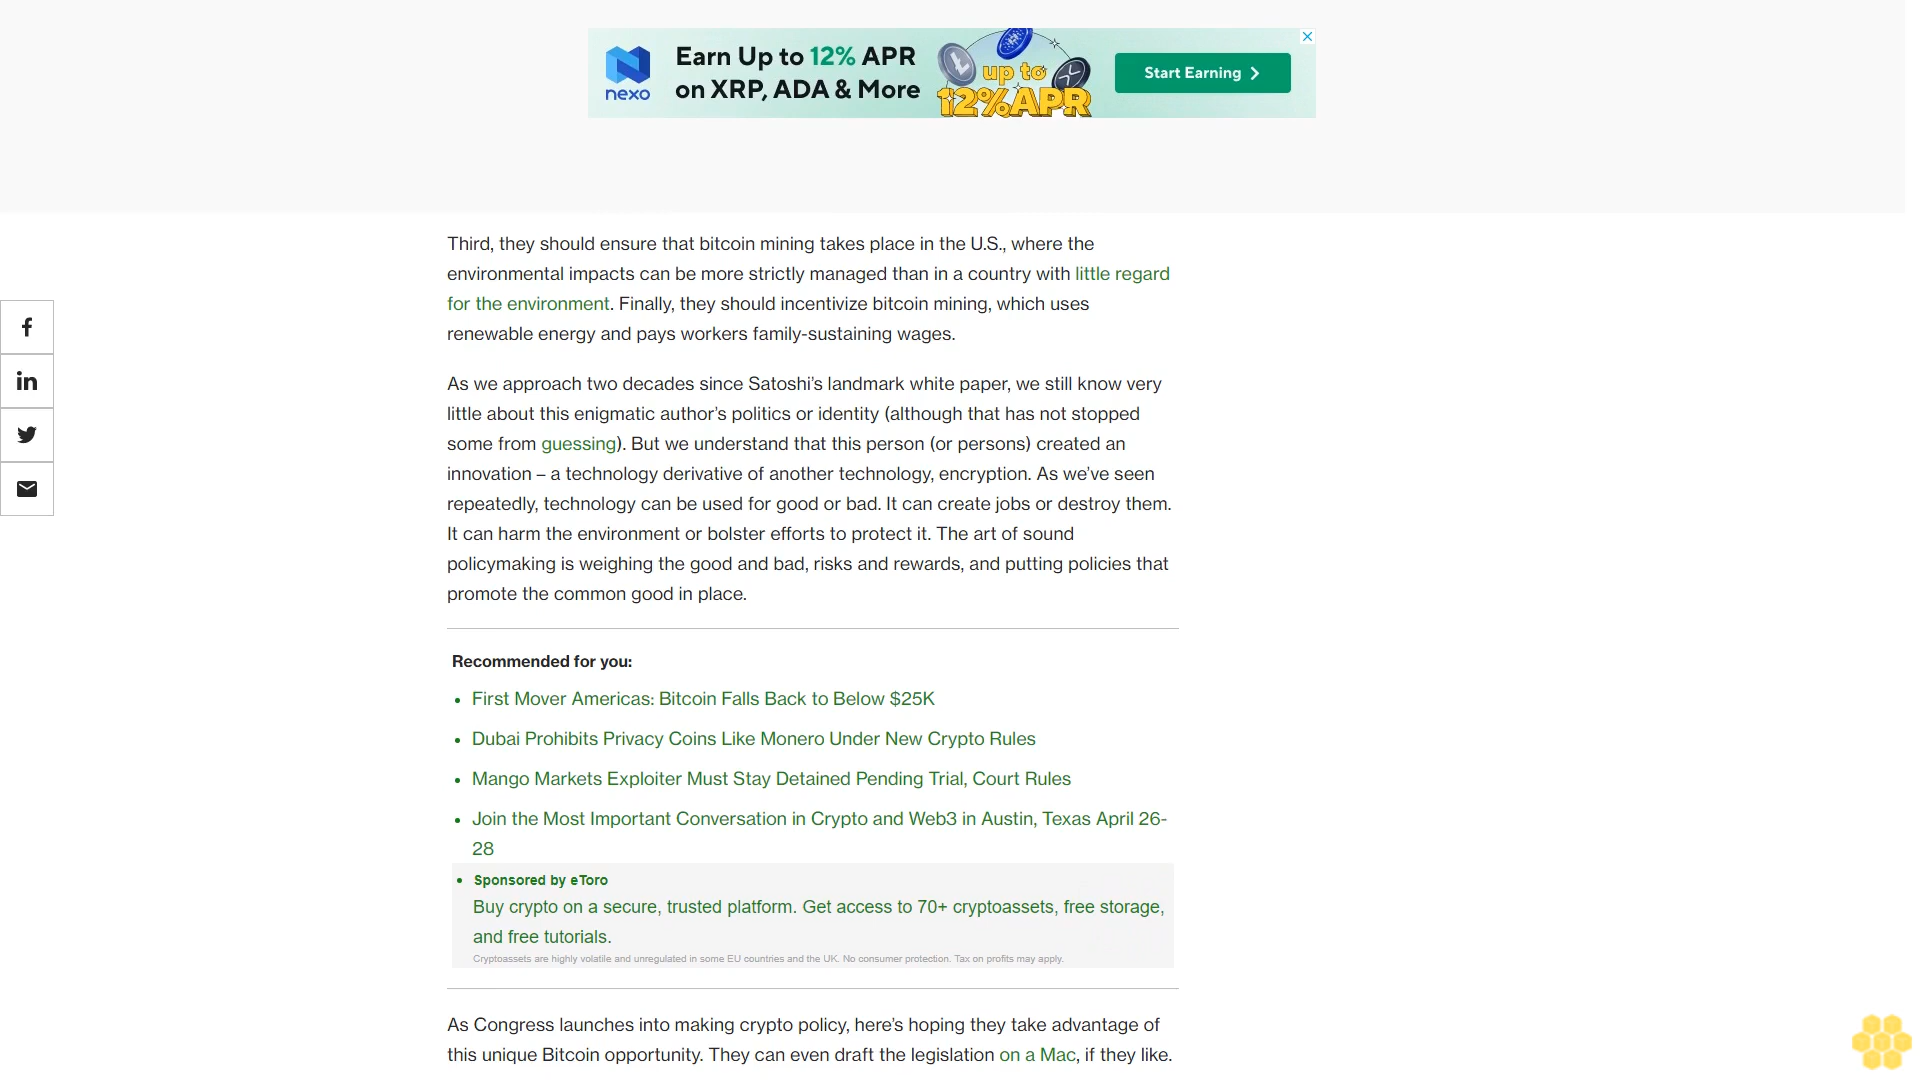 nexo
Earn Up to 12% APR
on XRP, ADA & More
up to
12% APR
Start Earning
Third, they should ensure that bitcoin mining takes place in the U.S., where the
environmental impacts can be more strictly managed than in a country with little regard
for the environment. Finally, they should incentivize bitcoin mining, which uses
renewable energy and pays workers family-sustaining wages.
As we approach two decades since Satoshi’s landmark white paper, we still know very
little about this enigmatic author’s politics or identity (although that has not stopped
some from guessing). But we understand that this person (or persons) created an
innovation – a technology derivative of another technology, encryption. As we’ve seen
repeatedly, technology can be used for good or bad. It can create jobs or destroy them.
It can harm the environment or bolster efforts to protect it. The art of sound
policymaking is weighing the good and bad, risks and rewards, and putting policies that
promote the common good in place.
Recommended for you:
• First Mover Americas: Bitcoin Falls Back to Below $25K
• Dubai Prohibits Privacy Coins Like Monero Under New Crypto Rules
• Mango Markets Exploiter Must Stay Detained Pending Trial, Court Rules
• Join the Most Important Conversation in Crypto and Web3 in Austin, Texas April 26-
28
• Sponsored by eToro
Buy crypto on a secure, trusted platform. Get access to 70+ cryptoassets, free storage,
and free tutorials.
Cryptoassets are highly volatile and unregulated in some EU countries and the UK. No consumer protection. Tax on profits may apply.
As Congress launches into making crypto policy, here’s hoping they take advantage of
this unique Bitcoin opportunity. They can even draft the legislation on a Mac, if they like.